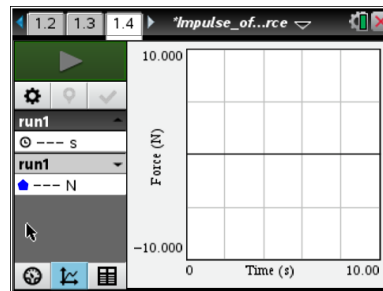 1.2 1.3 1.4 *Impulse_of...rce
run1
--- s
run1
--- N
10.000
Force (N)
-10.000
0 Time (s) 10.00